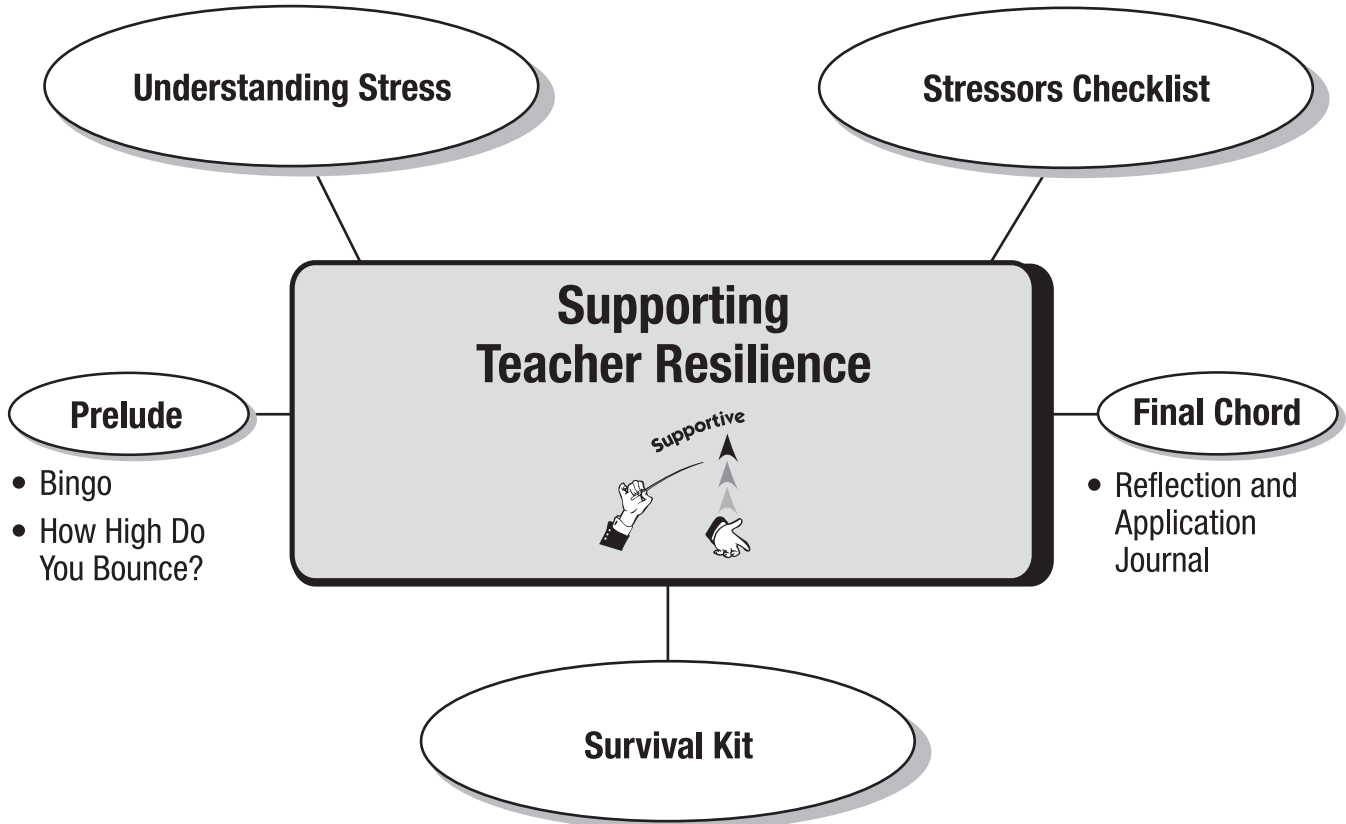 Understanding Stress
Stressors Checklist
Supporting
Teacher Resilience
Supportive
Prelude
• Bingo
• How High Do
You Bounce?
Final Chord
• Reflection and
Application
Journal
Survival Kit